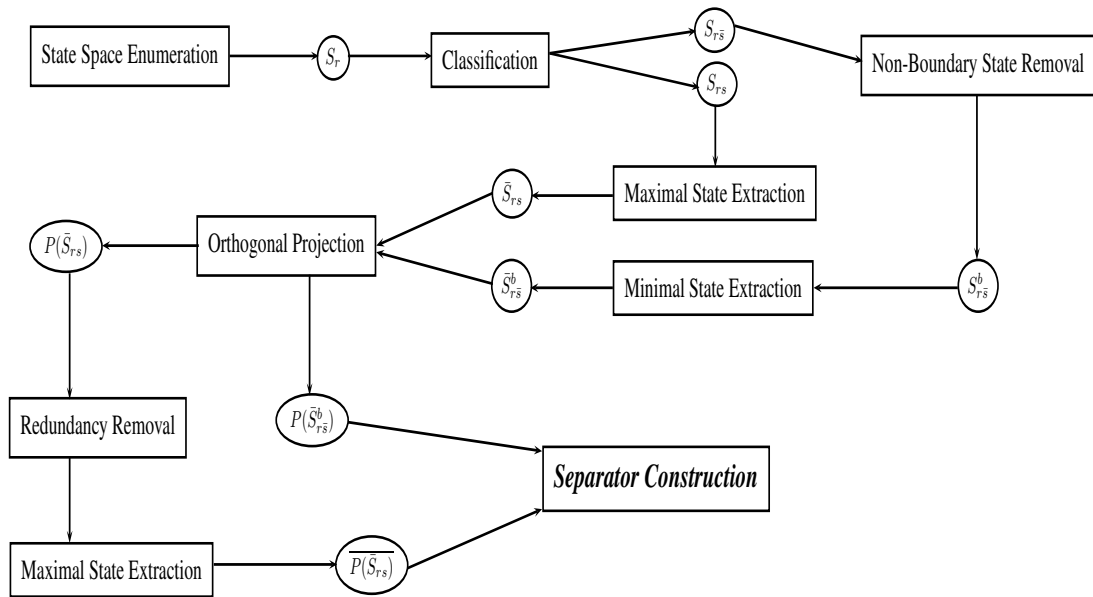 State Space Enumeration
$S_r$
Classification
$S_{r\bar{s}}$
$S_{rs}$
Non-Boundary State Removal
Maximal State Extraction
$\bar{S}_{rs}$
Orthogonal Projection
$P(\bar{S}_{rs})$
Minimal State Extraction
$\bar{S}^b_{r\bar{s}}$
$S^b_{r\bar{s}}$
Redundancy Removal
$P(\bar{S}^b_{r\bar{s}})$
Separator Construction
Maximal State Extraction
$\overline{P(\bar{S}_{rs})}$